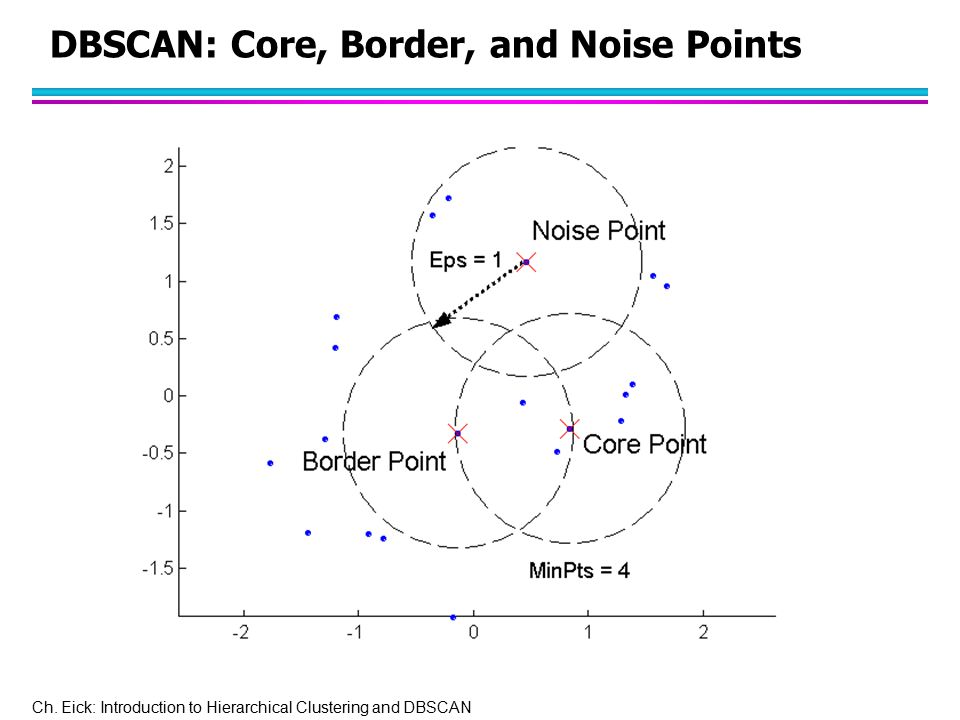 DBSCAN: Core, Border, and Noise Points
2
1.5
1
0.5
0
-0.5
-1
-1.5
Noise Point
Eps = 1
Core Point
Border Point
MinPts = 4
-2 -1 0 1 2
Ch. Eick: Introduction to Hierarchical Clustering and DBSCAN